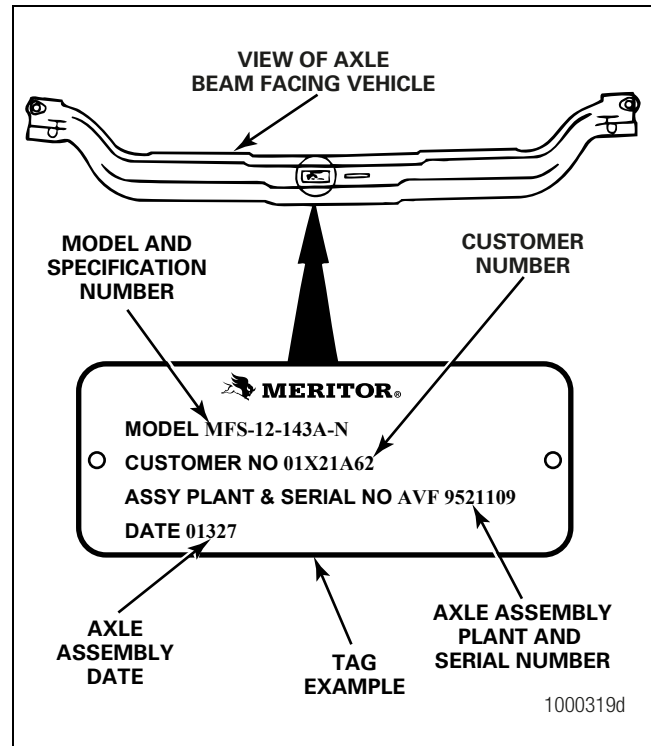 VIEW OF AXLE
BEAM FACING VEHICLE
MODEL AND
SPECIFICATION
NUMBER
CUSTOMER
NUMBER
MERITOR®
MODEL MFS-12-143A-N
CUSTOMER NO 01X21A62
ASSY PLANT & SERIAL NO AVF 9521109
DATE 01327
AXLE
ASSEMBLY
DATE
TAG
EXAMPLE
AXLE ASSEMBLY
PLANT AND
SERIAL NUMBER
1000319d